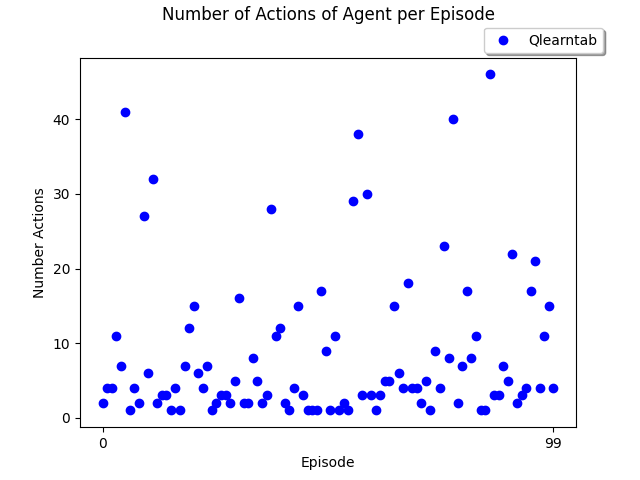 Number of Actions of Agent per Episode
Qlearntab
40
30
20
10
0
Number Actions
0 99
Episode